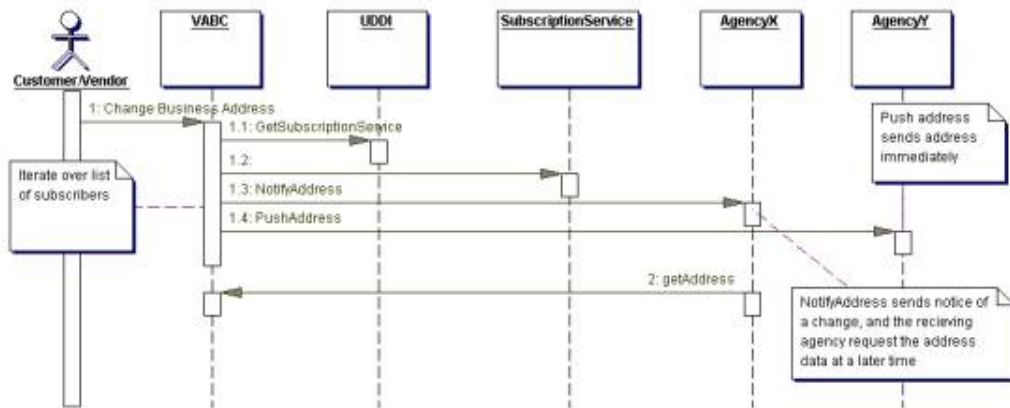 VABC
UDDI
SubscriptionService
AgencyX
AgencyY
Customer/Vendor
1: Change Business Address
1.1: GetSubscriptionService
Push address
sends address
immediately
Iterate over list
of subscribers
1.2:
1.3: NotifyAddress
1.4: PushAddress
2: getAddress
NotifyAddress sends notice of
a change, and the recieving
agency request the address
data at a later time